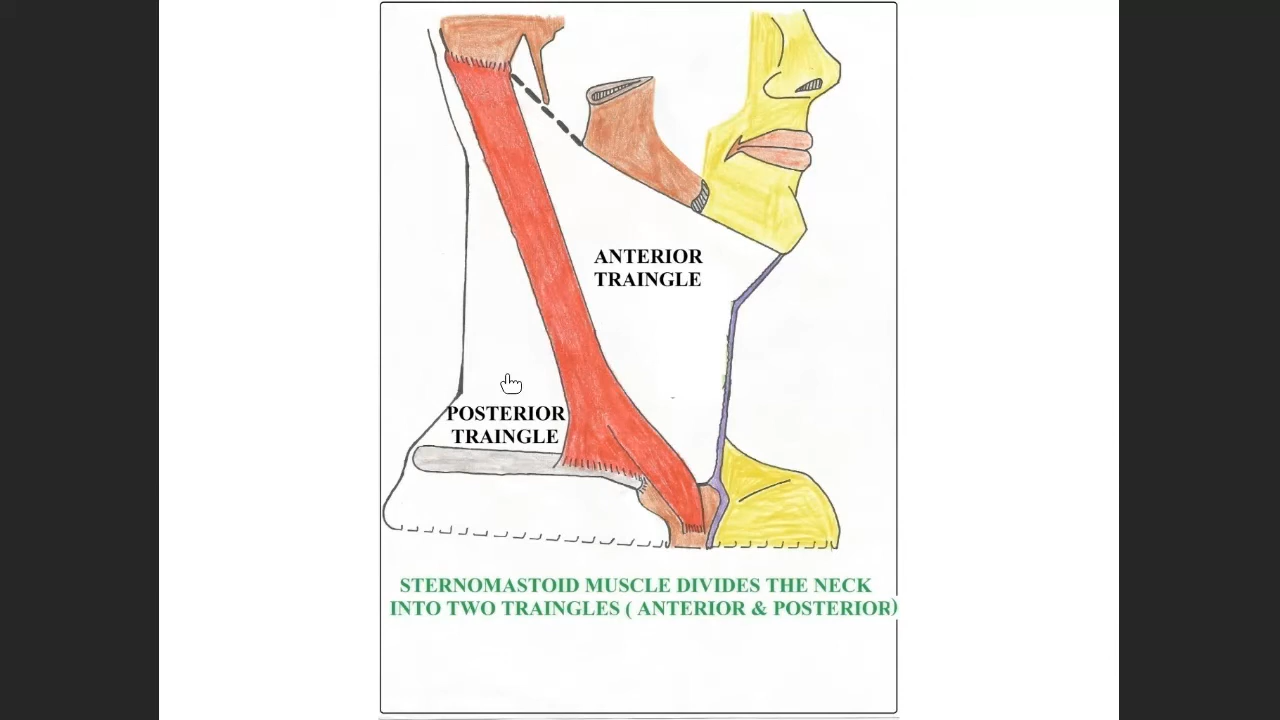 ANTERIOR
TRAINGLE
POSTERIOR
TRAINGLE
STERNOMASTOID MUSCLE DIVIDES THE NECK
INTO TWO TRAINGLES ( ANTERIOR & POSTERIOR)